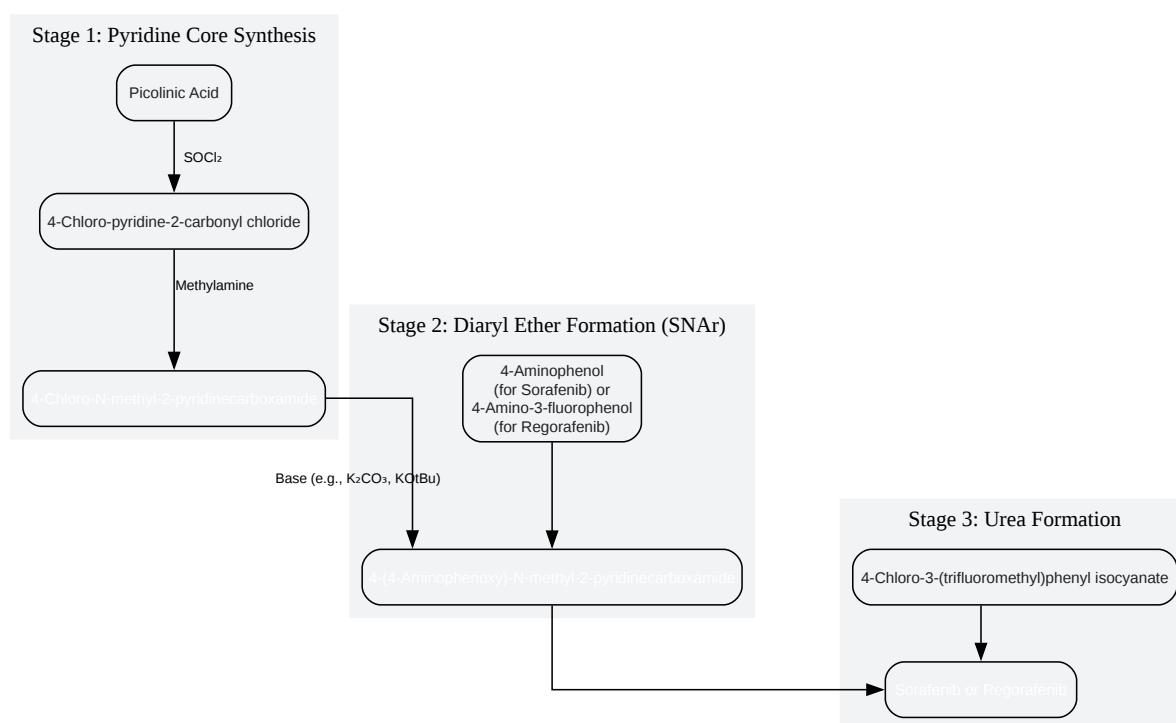 Stage 1: Pyridine Core Synthesis
Picolinic Acid
SOCl₂
4-Chloro-pyridine-2-carbonyl chloride
Methylamine
4-Chloro-N-methyl-2-pyridinecarboxamide
Stage 2: Diaryl Ether Formation (SNAr)
4-Aminophenol
(for Sorafenib) or
4-Amino-3-fluorophenol
(for Regorafenib)
Base (e.g., K₂CO₃, KOtBu)
4-(4-Aminophenoxy)-N-methyl-2-pyridinecarboxamide
Stage 3: Urea Formation
4-Chloro-3-(trifluoromethyl)phenyl isocyanate
Sorafenib or Regorafenib